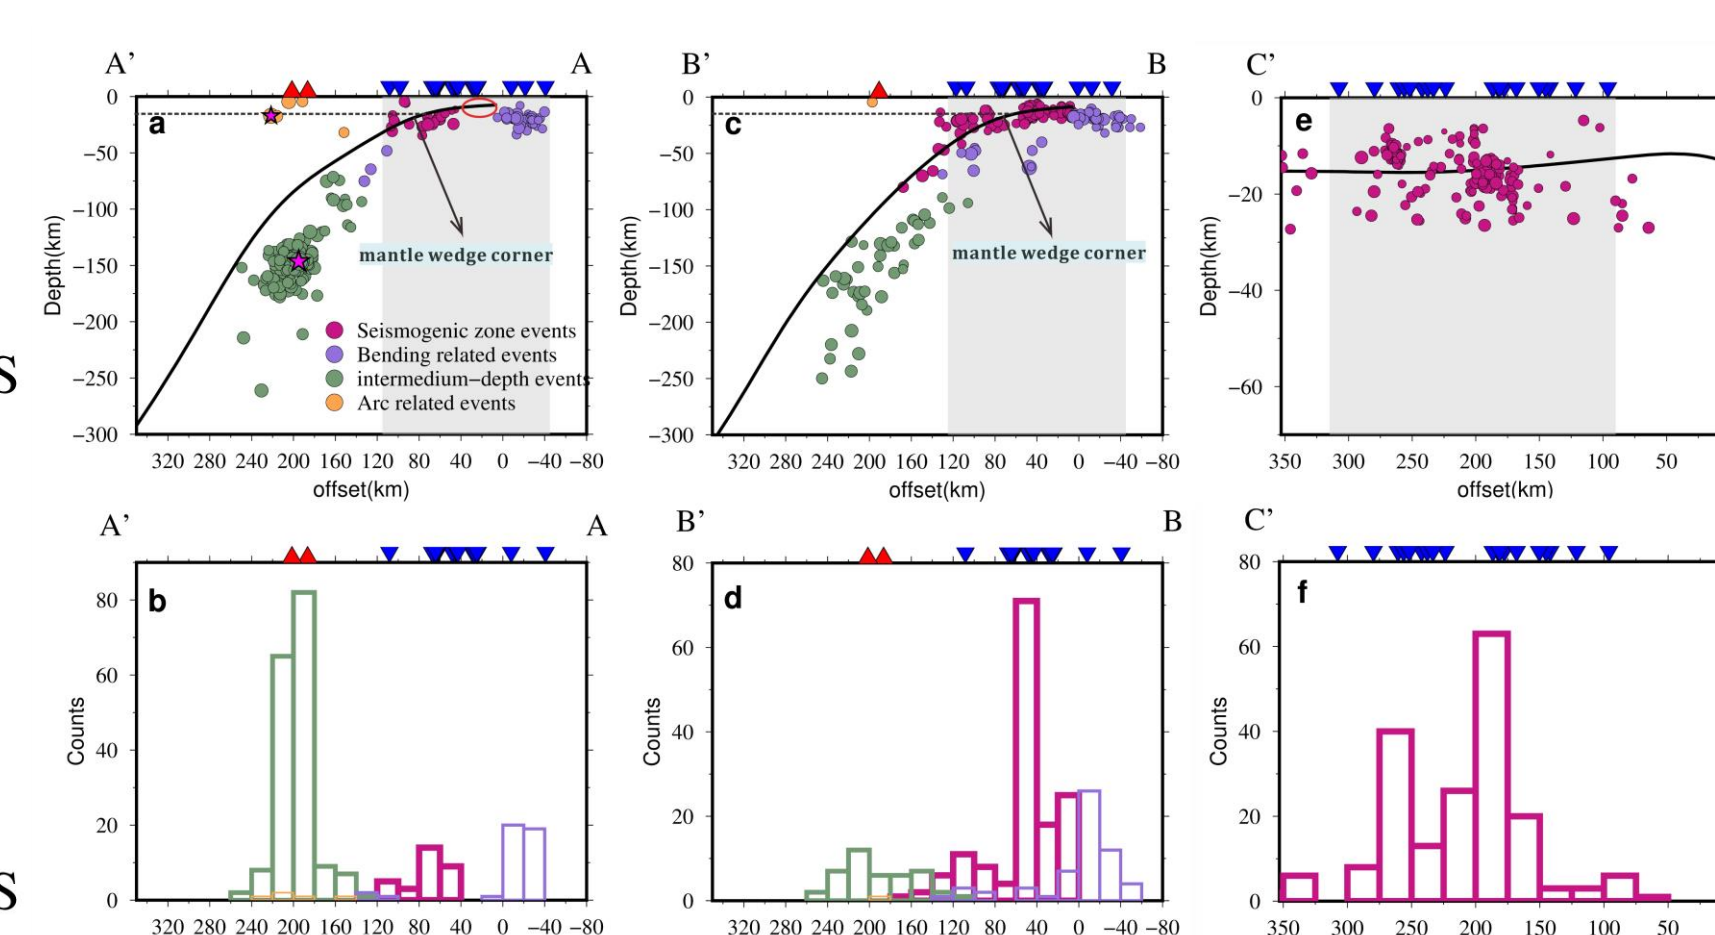 A’ A B’ B C’
0 a
−50
−100
−150
−200
−250
−300
Depth(km)
mantle wedge corner
Seismogenic zone events
Bending related events
intermedium−depth events
Arc related events
320 280 240 200 160 120 80 40 0 −40 −80
offset(km)
0 c
−50
−100
−150
−200
−250
−300
Depth(km)
mantle wedge corner
320 280 240 200 160 120 80 40 0 −40 −80
offset(km)
0 e
−20
−40
−60
Depth(km)
350 300 250 200 150 100 50
offset(km)
S
A’ A B’ B C’
b
80
60
40
20
0
Counts
320 280 240 200 160 120 80 40 0 −40 −80
d
80
60
40
20
0
Counts
320 280 240 200 160 120 80 40 0 −40 −80
f
80
60
40
20
0
Counts
350 300 250 200 150 100 50
S